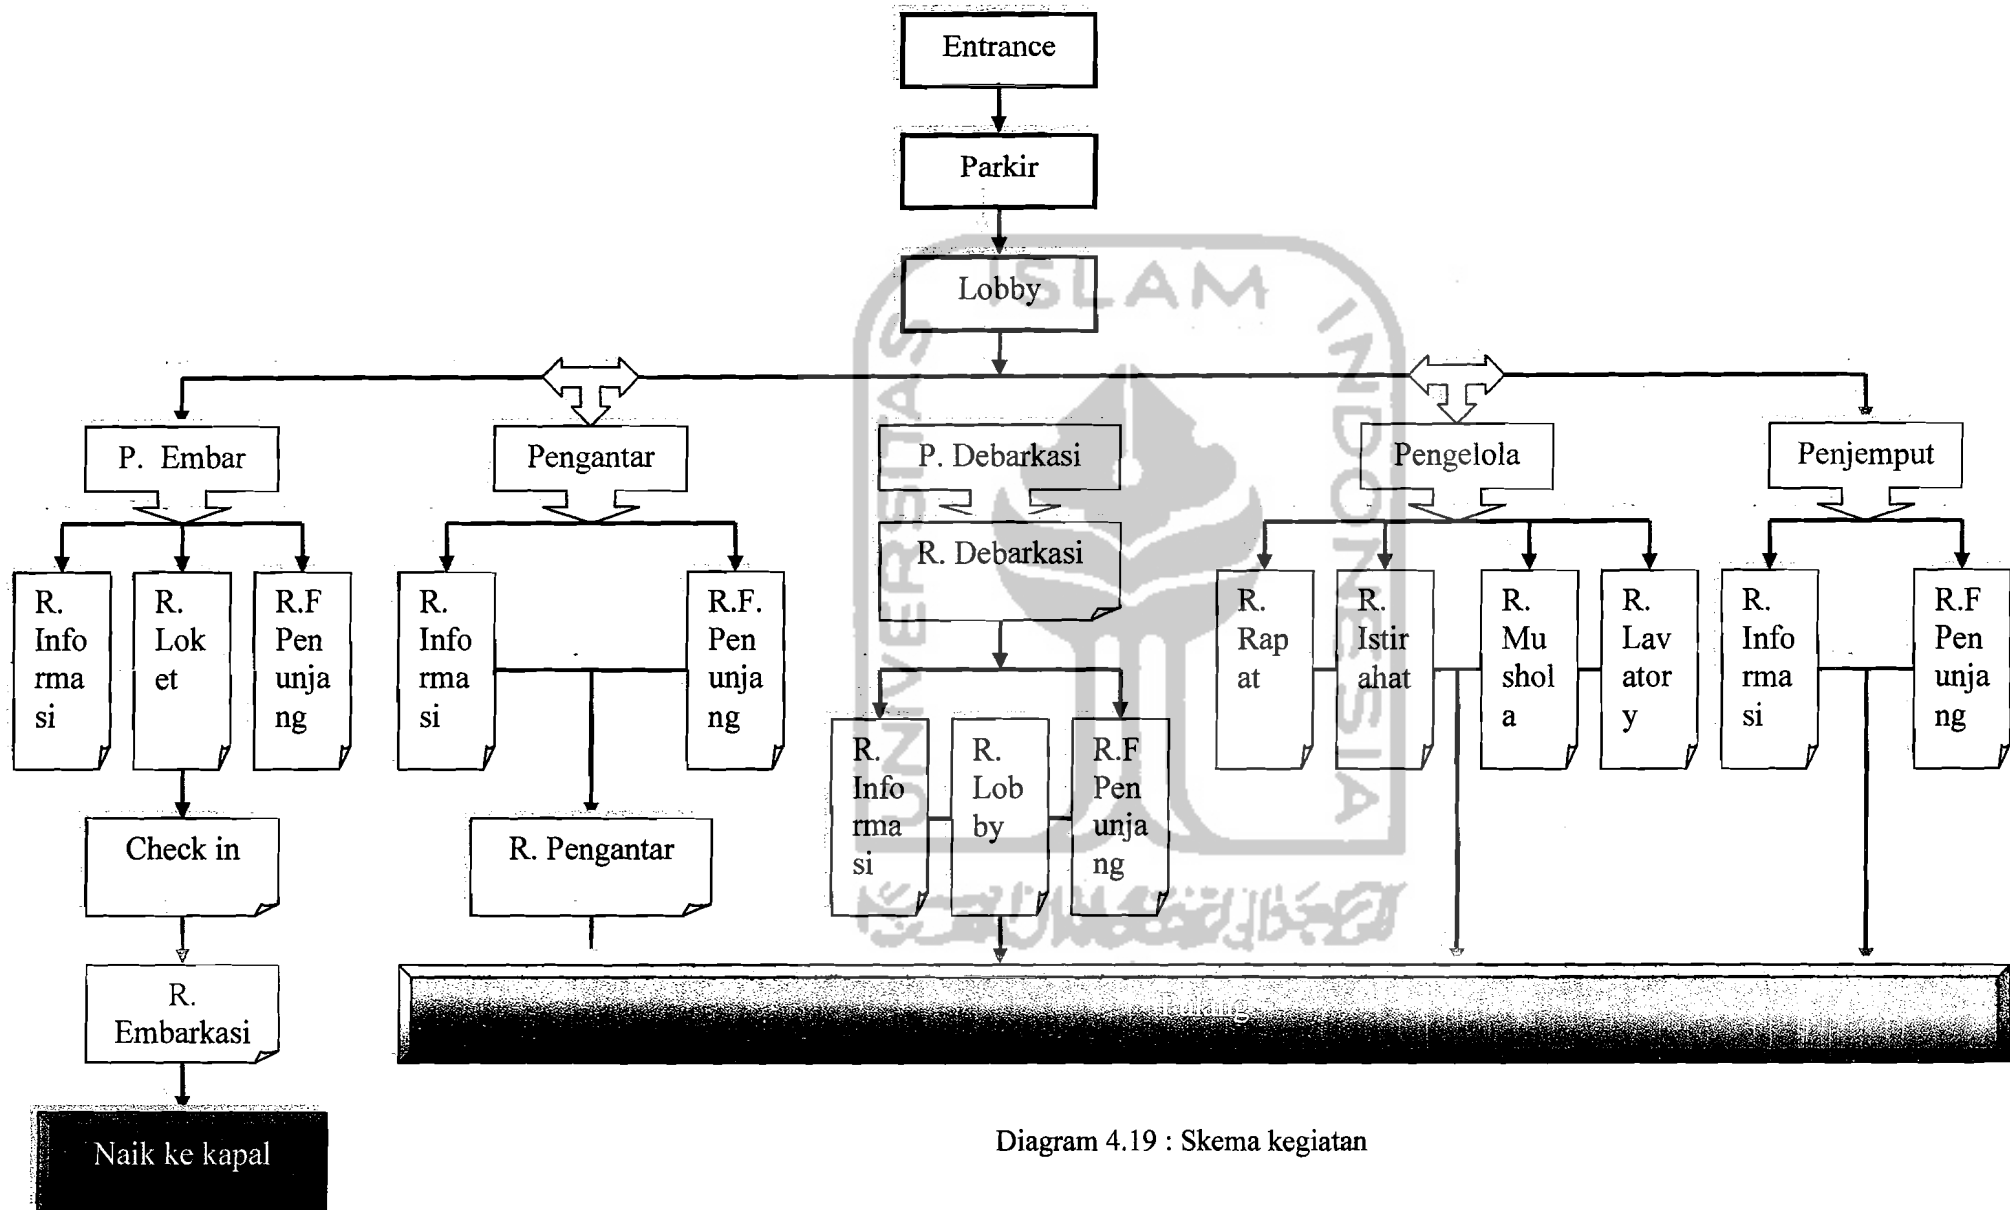 Entrance
Parkir
Lobby
P. Embar
Pengantar
P. Debarkasi
Pengelola
Penjemput
R.
Info
rma
si
R.
Lok
et
R.F
Pen
unja
ng
R.
Info
rma
si
R.F.
Pen
unja
ng
R. Debarkasi
R.
Rap
at
R.
Istir
ahat
R.
Mu
shol
a
R.
Lav
ator
y
R.
Info
rma
si
R.F
Pen
unja
ng
R.
Info
rma
si
R.
Lob
by
R.F
Pen
unja
ng
Check in
R. Pengantar
R.
Embarkasi
Pulang
Naik ke kapal
Diagram 4.19 : Skema kegiatan
UNIVERSITAS
ISLAM
INDONESIA